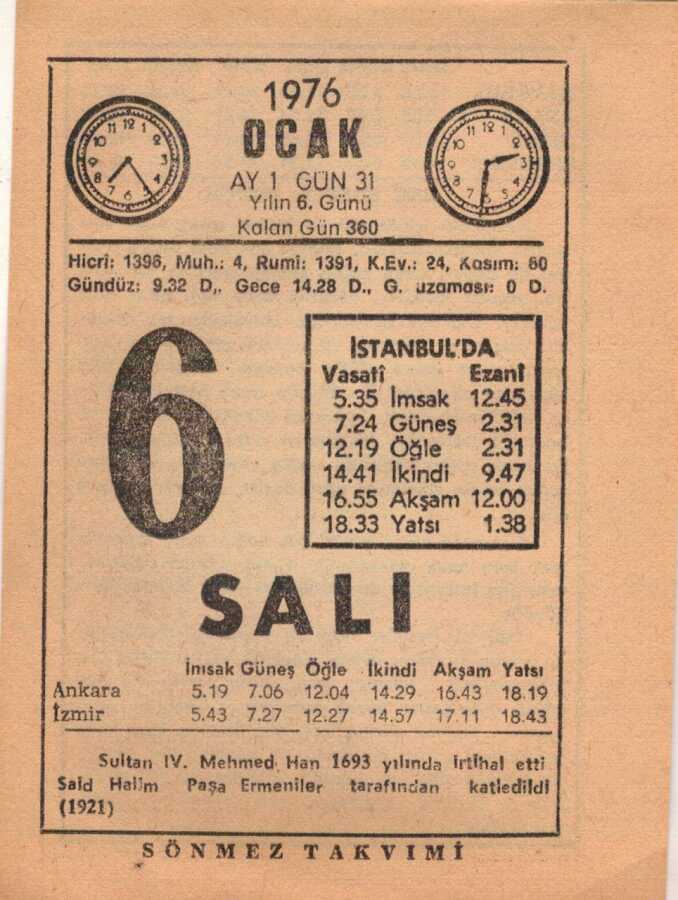 1976
OCAK
AY 1 GÜN 31
Yılın 6. Günü
Kalan Gün 360
Hicrî: 1396, Muh.: 4, Rumî: 1391, K.Ev.: 24, Kasım: 60
Gündüz: 9.32 D., Gece 14.28 D., G. uzaması: 0 D.
6
İSTANBUL'DA
Vasatî Ezanî
5.35 İmsak 12.45
7.24 Güneş 2.31
12.19 Öğle 2.31
14.41 İkindi 9.47
16.55 Akşam 12.00
18.33 Yatsı 1.38
SALI
İmsak Güneş Öğle İkindi Akşam Yatsı
Ankara 5.19 7.06 12.04 14.29 16.43 18.19
İzmir 5.43 7.27 12.27 14.57 17.11 18.43
Sultan IV. Mehmed Han 1693 yılında irtihal etti
Said Halim Paşa Ermeniler tarafından katledildi
(1921)
SÖNMEZ TAKVİMİ